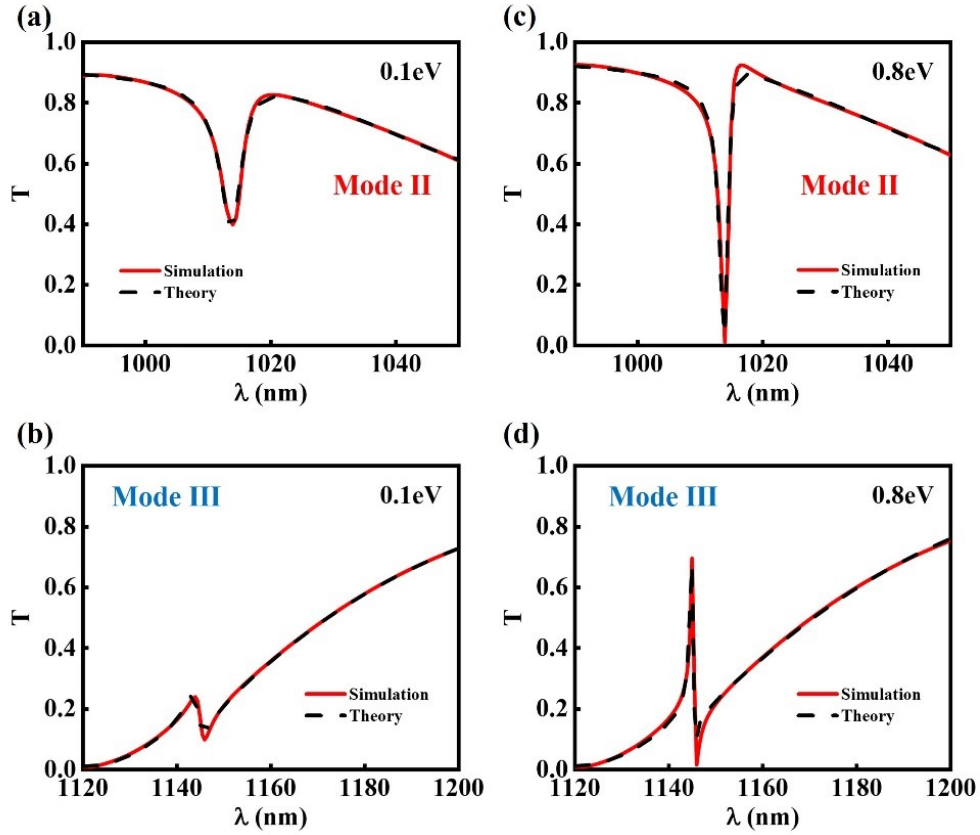 (a)
(c)
1.0
0.8
0.6
0.4
0.2
0.0
T
0.1eV
Mode II
Simulation
Theory
1000
1020
1040
λ (nm)
1.0
0.8
0.6
0.4
0.2
0.0
T
0.8eV
Mode II
Simulation
Theory
1000
1020
1040
λ (nm)
(b)
(d)
1.0
0.8
0.6
0.4
0.2
0.0
T
Mode III
0.1eV
Simulation
Theory
1120
1140
1160
1180
1200
λ (nm)
1.0
0.8
0.6
0.4
0.2
0.0
T
Mode III
0.8eV
Simulation
Theory
1120
1140
1160
1180
1200
λ (nm)